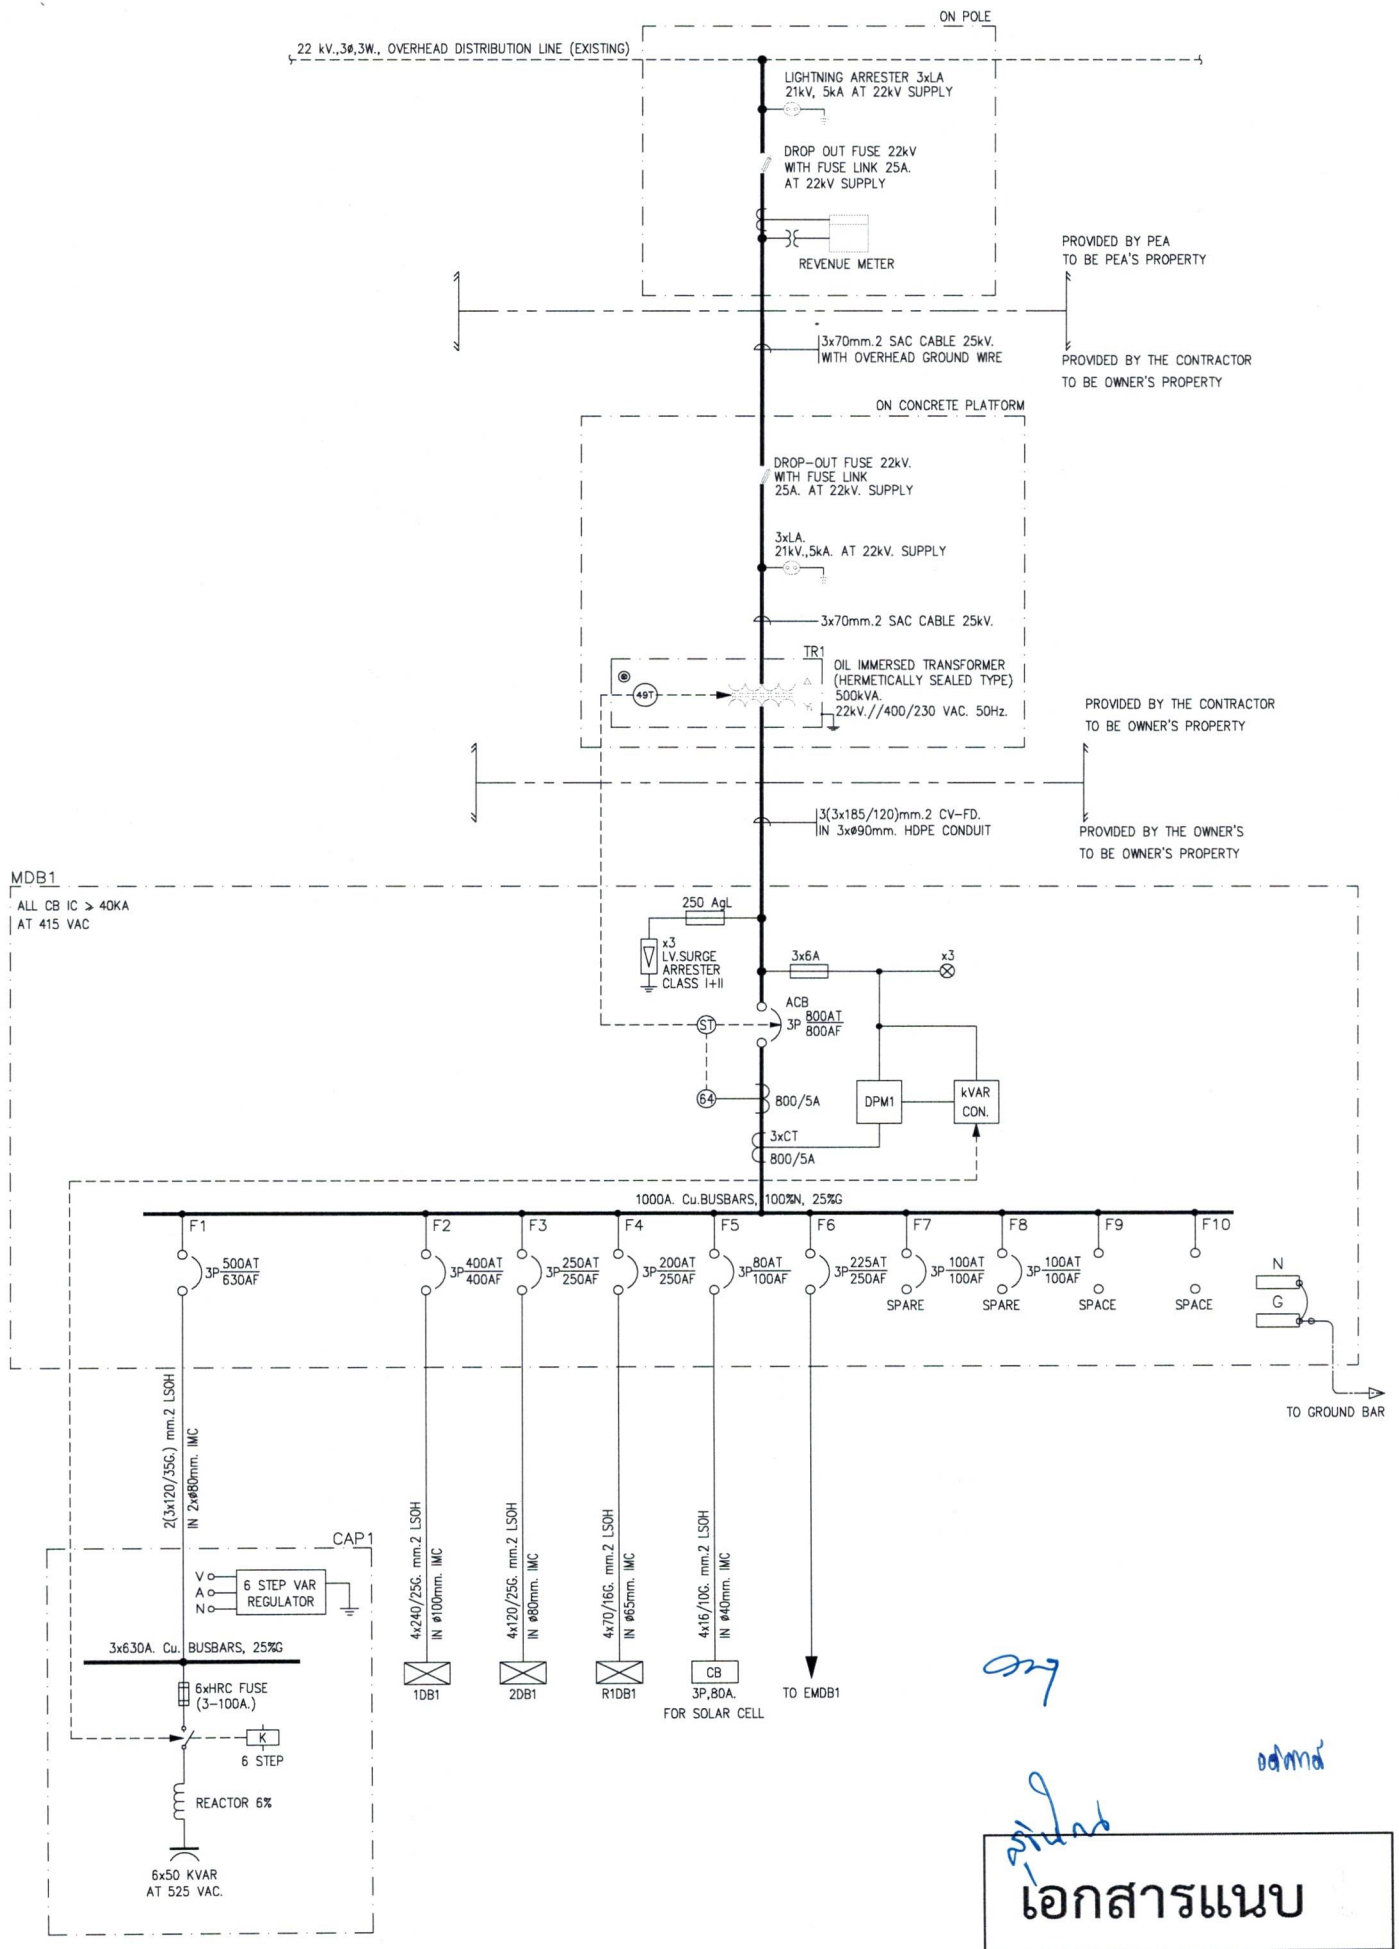 ON POLE
22 kV.,3ø,3W., OVERHEAD DISTRIBUTION LINE (EXISTING)
LIGHTNING ARRESTER 3xLA
21kV, 5kA AT 22kV SUPPLY
DROP OUT FUSE 22kV
WITH FUSE LINK 25A.
AT 22kV SUPPLY
REVENUE METER
PROVIDED BY PEA
TO BE PEA'S PROPERTY
3x70mm.2 SAC CABLE 25kV.
WITH OVERHEAD GROUND WIRE
PROVIDED BY THE CONTRACTOR
TO BE OWNER'S PROPERTY
ON CONCRETE PLATFORM
DROP-OUT FUSE 22kV.
WITH FUSE LINK
25A. AT 22kV. SUPPLY
3xLA.
21kV.,5kA. AT 22kV. SUPPLY
3x70mm.2 SAC CABLE 25kV.
TR1
49T
OIL IMMERSED TRANSFORMER
(HERMETICALLY SEALED TYPE)
500kVA.
22kV.//400/230 VAC. 50Hz.
PROVIDED BY THE CONTRACTOR
TO BE OWNER'S PROPERTY
3(3x185/120)mm.2 CV-FD.
IN 3xø90mm. HDPE CONDUIT
PROVIDED BY THE OWNER'S
TO BE OWNER'S PROPERTY
MDB1
ALL CB IC > 40KA
AT 415 VAC
250 AgL
x3
LV.SURGE
ARRESTER
CLASS I+II
3x6A
x3
ACB
3P 800AT
800AF
ST
64
800/5A
DPM1
kVAR
CON.
3xCT
800/5A
1000A. Cu.BUSBARS, 100%N, 25%G
F1
F2
F3
F4
F5
F6
F7
F8
F9
F10
3P 500AT
630AF
3P 400AT
400AF
3P 250AT
250AF
3P 200AT
250AF
3P 80AT
100AF
3P 225AT
250AF
3P 100AT
100AF
3P 100AT
100AF
SPARE
SPARE
SPACE
SPACE
N
G
TO GROUND BAR
2(3x120/35G.) mm.2 LSOH
IN 2xø80mm. IMC
4x240/25G. mm.2 LSOH
IN ø100mm. IMC
4x120/25G. mm.2 LSOH
IN ø80mm. IMC
4x70/16G. mm.2 LSOH
IN ø65mm. IMC
4x16/10G. mm.2 LSOH
IN ø40mm. IMC
CAP1
V
A
N
6 STEP VAR
REGULATOR
3x630A. Cu. BUSBARS, 25%G
6xHRC FUSE
(3-100A.)
K
6 STEP
REACTOR 6%
6x50 KVAR
AT 525 VAC.
1DB1
2DB1
R1DB1
CB
3P,80A.
FOR SOLAR CELL
TO EMDB1
เอกสารแนบ